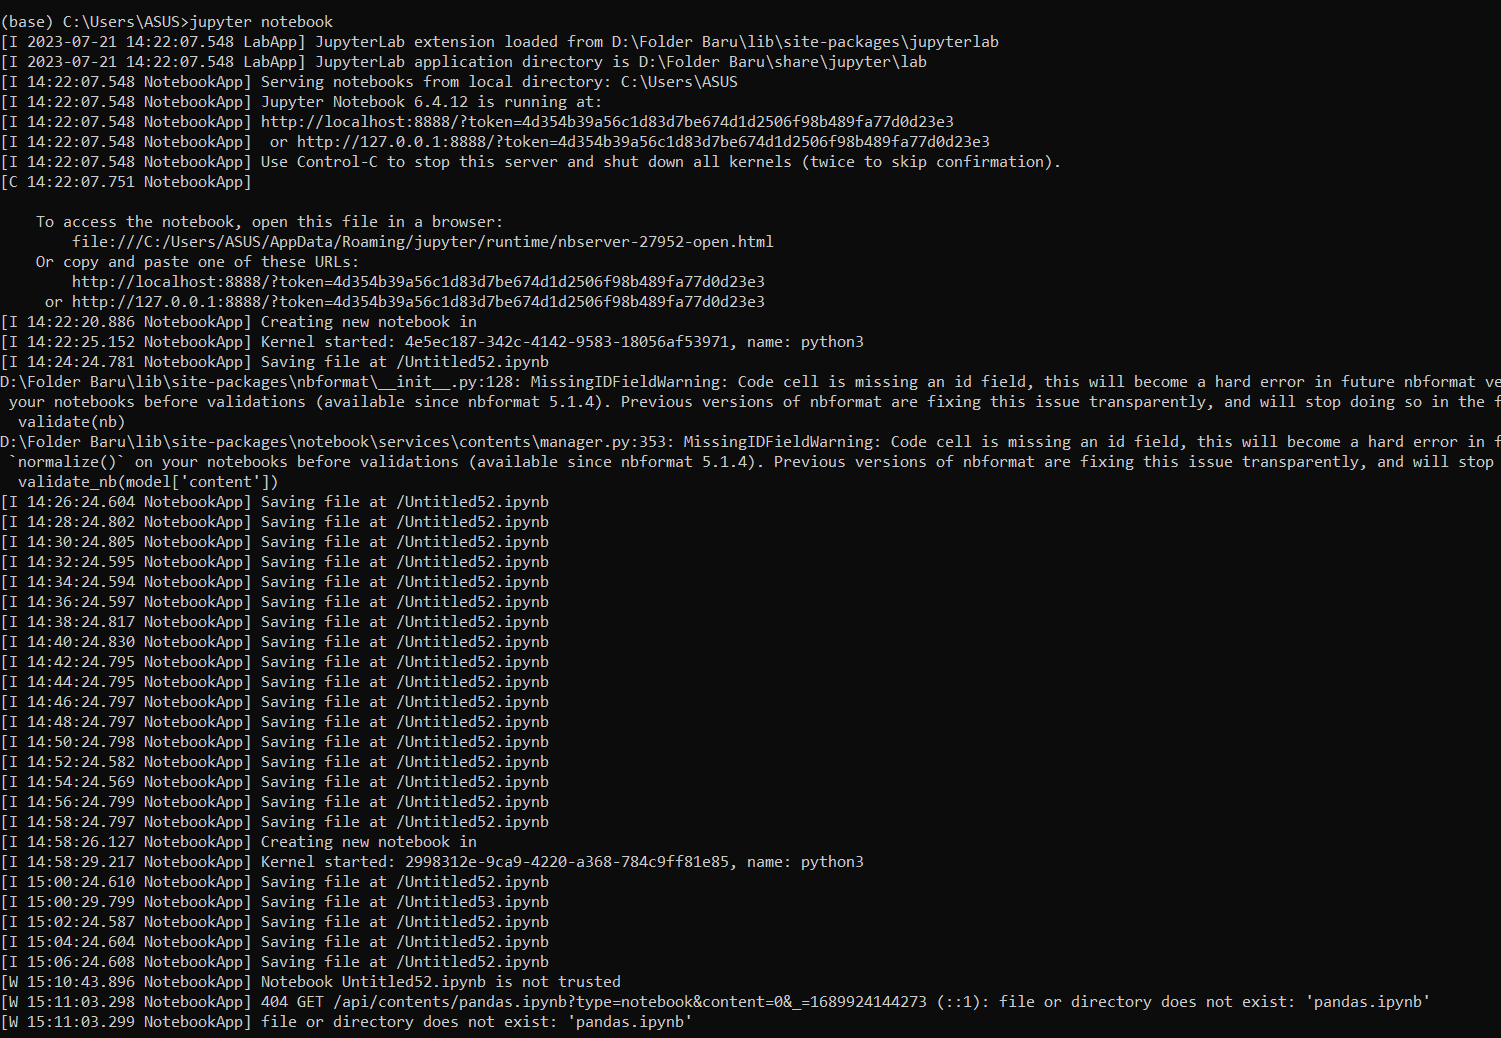 (base) C:\Users\ASUS>jupyter notebook
[I 2023-07-21 14:22:07.548 LabApp] JupyterLab extension loaded from D:\Folder Baru\lib\site-packages\jupyterlab
[I 2023-07-21 14:22:07.548 LabApp] JupyterLab application directory is D:\Folder Baru\share\jupyter\lab
[I 14:22:07.548 NotebookApp] Serving notebooks from local directory: C:\Users\ASUS
[I 14:22:07.548 NotebookApp] Jupyter Notebook 6.4.12 is running at:
[I 14:22:07.548 NotebookApp] http://localhost:8888/?token=4d354b39a56c1d83d7be674d1d2506f98b489fa77d0d23e3
[I 14:22:07.548 NotebookApp]  or http://127.0.0.1:8888/?token=4d354b39a56c1d83d7be674d1d2506f98b489fa77d0d23e3
[I 14:22:07.548 NotebookApp] Use Control-C to stop this server and shut down all kernels (twice to skip confirmation).
[C 14:22:07.751 NotebookApp]
To access the notebook, open this file in a browser:
file:///C:/Users/ASUS/AppData/Roaming/jupyter/runtime/nbserver-27952-open.html
Or copy and paste one of these URLs:
http://localhost:8888/?token=4d354b39a56c1d83d7be674d1d2506f98b489fa77d0d23e3
or http://127.0.0.1:8888/?token=4d354b39a56c1d83d7be674d1d2506f98b489fa77d0d23e3
[I 14:22:20.886 NotebookApp] Creating new notebook in
[I 14:22:25.152 NotebookApp] Kernel started: 4e5ec187-342c-4142-9583-18056af53971, name: python3
[I 14:24:24.781 NotebookApp] Saving file at /Untitled52.ipynb
D:\Folder Baru\lib\site-packages\nbformat\__init__.py:128: MissingIDFieldWarning: Code cell is missing an id field, this will become a hard error in future nbformat ve
your notebooks before validations (available since nbformat 5.1.4). Previous versions of nbformat are fixing this issue transparently, and will stop doing so in the f
validate(nb)
D:\Folder Baru\lib\site-packages\notebook\services\contents\manager.py:353: MissingIDFieldWarning: Code cell is missing an id field, this will become a hard error in f
`normalize()` on your notebooks before validations (available since nbformat 5.1.4). Previous versions of nbformat are fixing this issue transparently, and will stop
validate_nb(model['content'])
[I 14:26:24.604 NotebookApp] Saving file at /Untitled52.ipynb
[I 14:28:24.802 NotebookApp] Saving file at /Untitled52.ipynb
[I 14:30:24.805 NotebookApp] Saving file at /Untitled52.ipynb
[I 14:32:24.595 NotebookApp] Saving file at /Untitled52.ipynb
[I 14:34:24.594 NotebookApp] Saving file at /Untitled52.ipynb
[I 14:36:24.597 NotebookApp] Saving file at /Untitled52.ipynb
[I 14:38:24.817 NotebookApp] Saving file at /Untitled52.ipynb
[I 14:40:24.830 NotebookApp] Saving file at /Untitled52.ipynb
[I 14:42:24.795 NotebookApp] Saving file at /Untitled52.ipynb
[I 14:44:24.795 NotebookApp] Saving file at /Untitled52.ipynb
[I 14:46:24.797 NotebookApp] Saving file at /Untitled52.ipynb
[I 14:48:24.797 NotebookApp] Saving file at /Untitled52.ipynb
[I 14:50:24.798 NotebookApp] Saving file at /Untitled52.ipynb
[I 14:52:24.582 NotebookApp] Saving file at /Untitled52.ipynb
[I 14:54:24.569 NotebookApp] Saving file at /Untitled52.ipynb
[I 14:56:24.799 NotebookApp] Saving file at /Untitled52.ipynb
[I 14:58:24.797 NotebookApp] Saving file at /Untitled52.ipynb
[I 14:58:26.127 NotebookApp] Creating new notebook in
[I 14:58:29.217 NotebookApp] Kernel started: 2998312e-9ca9-4220-a368-784c9ff81e85, name: python3
[I 15:00:24.610 NotebookApp] Saving file at /Untitled52.ipynb
[I 15:00:29.799 NotebookApp] Saving file at /Untitled53.ipynb
[I 15:02:24.587 NotebookApp] Saving file at /Untitled52.ipynb
[I 15:04:24.604 NotebookApp] Saving file at /Untitled52.ipynb
[I 15:06:24.608 NotebookApp] Saving file at /Untitled52.ipynb
[W 15:10:43.896 NotebookApp] Notebook Untitled52.ipynb is not trusted
[W 15:11:03.298 NotebookApp] 404 GET /api/contents/pandas.ipynb?type=notebook&content=0&_=1689924144273 (::1): file or directory does not exist: 'pandas.ipynb'
[W 15:11:03.299 NotebookApp] file or directory does not exist: 'pandas.ipynb'